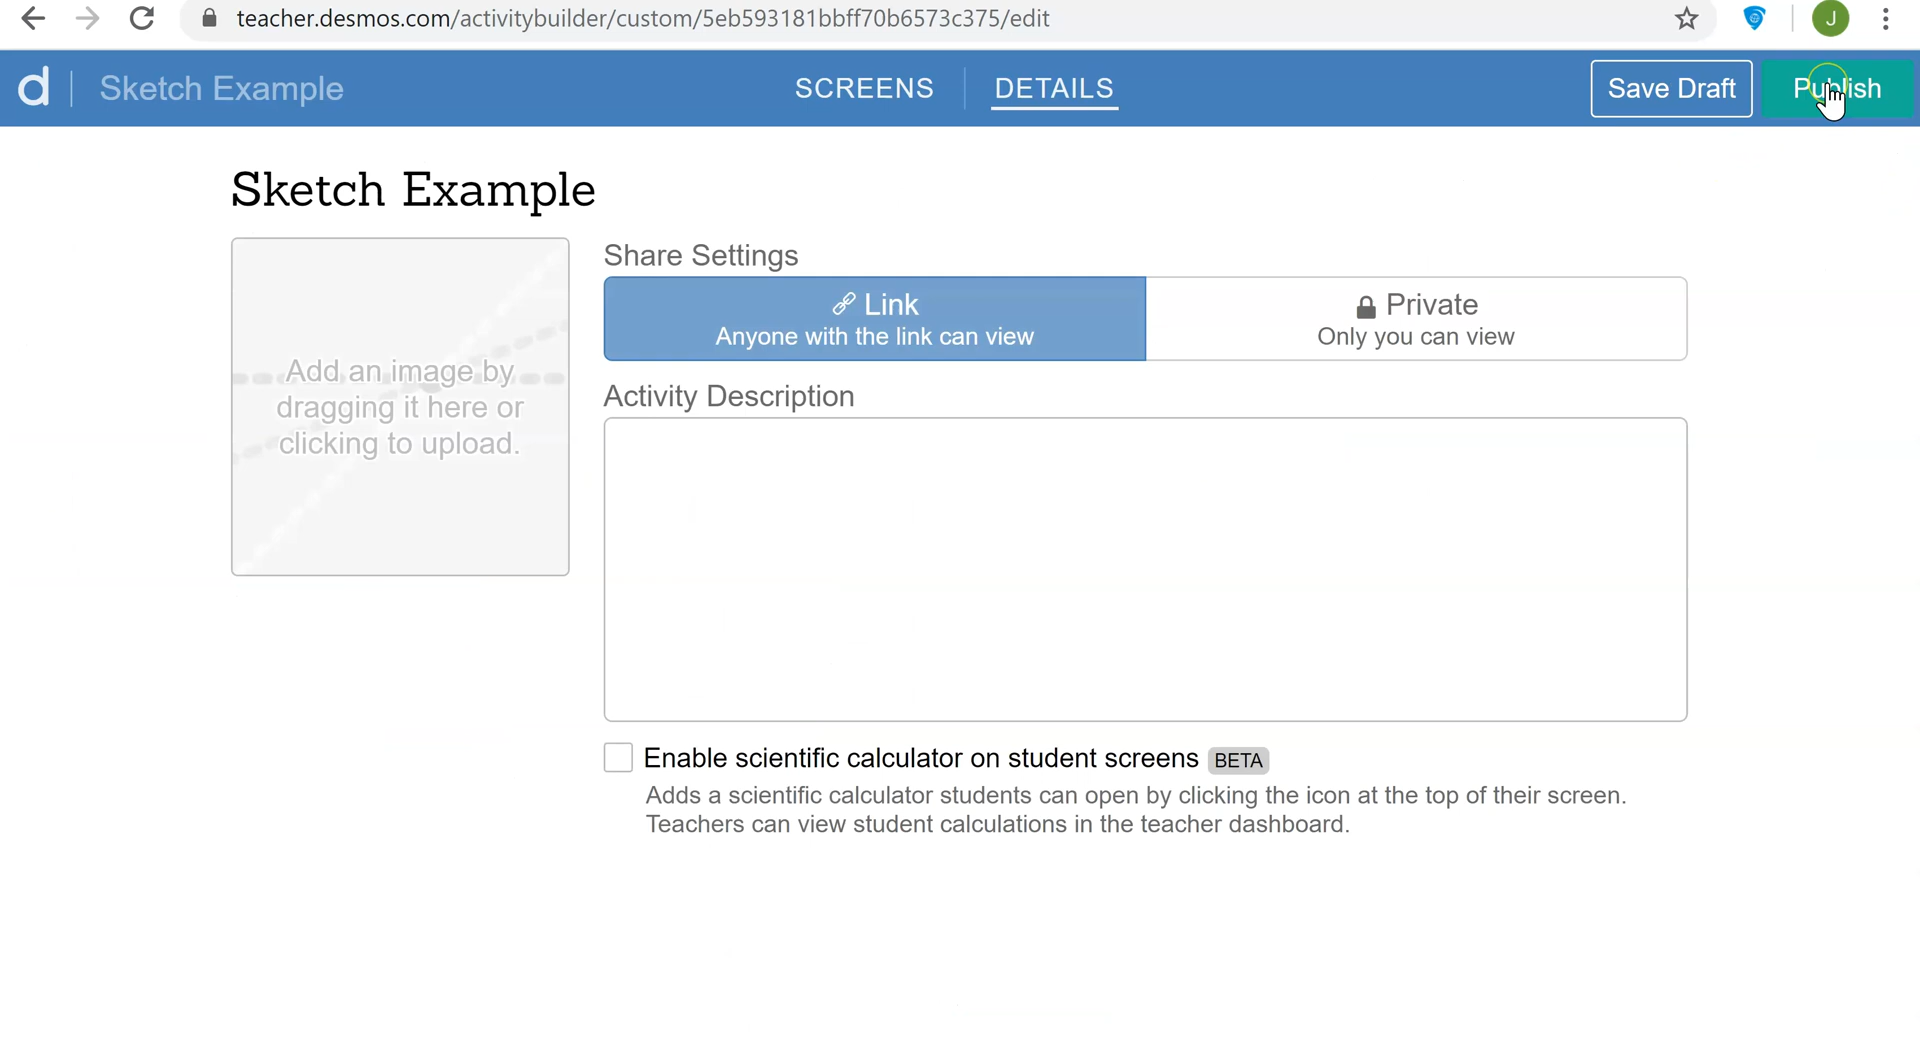 teacher.desmos.com/activitybuilder/custom/5eb593181bbff70b6573c375/edit
J
d
Sketch Example
SCREENS
DETAILS
Save Draft
Publish
Sketch Example
Add an image by
dragging it here or
clicking to upload.
Share Settings
Link
Anyone with the link can view
Private
Only you can view
Activity Description
Enable scientific calculator on student screens BETA
Adds a scientific calculator students can open by clicking the icon at the top of their screen.
Teachers can view student calculations in the teacher dashboard.